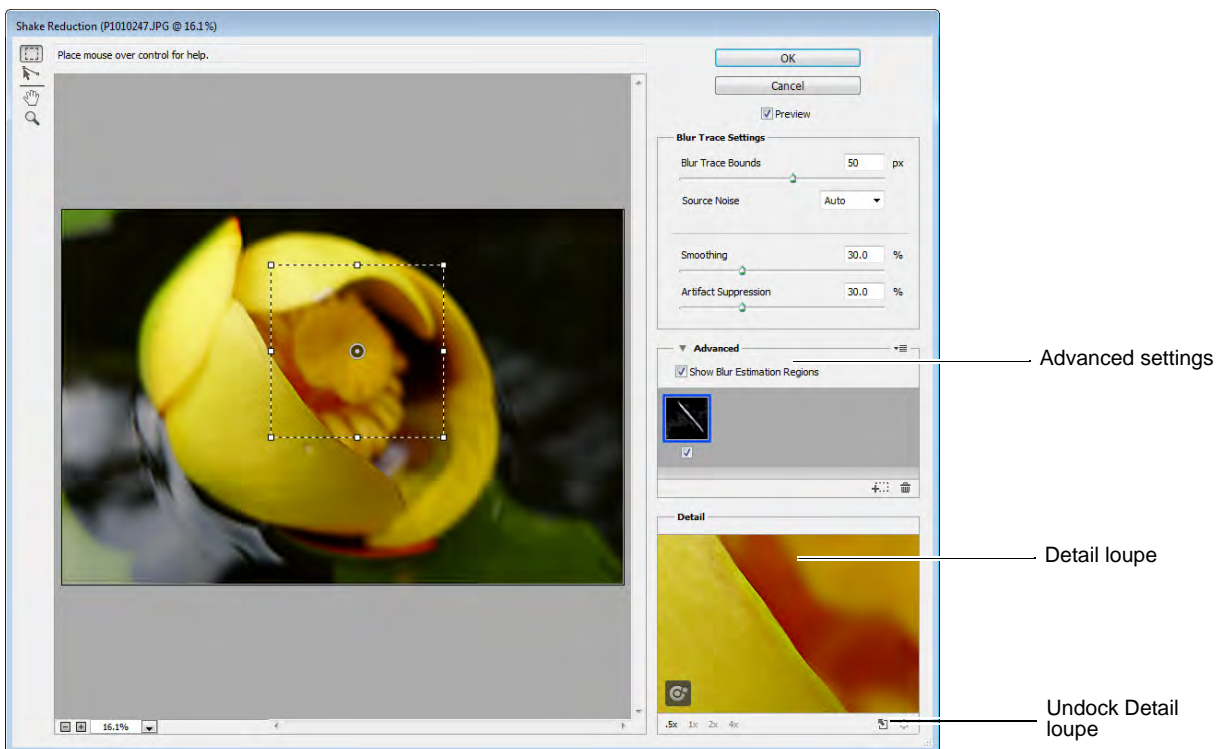 Shake Reduction (P1010247.JPG @ 16.1%)
Place mouse over control for help.
OK
Cancel
Preview
Blur Trace Settings
Blur Trace Bounds 50 px
Source Noise Auto
Smoothing 30.0 %
Artifact Suppression 30.0 %
Advanced
Show Blur Estimation Regions
Advanced settings
Detail
Detail loupe
.5x 1x 2x 4x
Undock Detail
loupe
16.1%